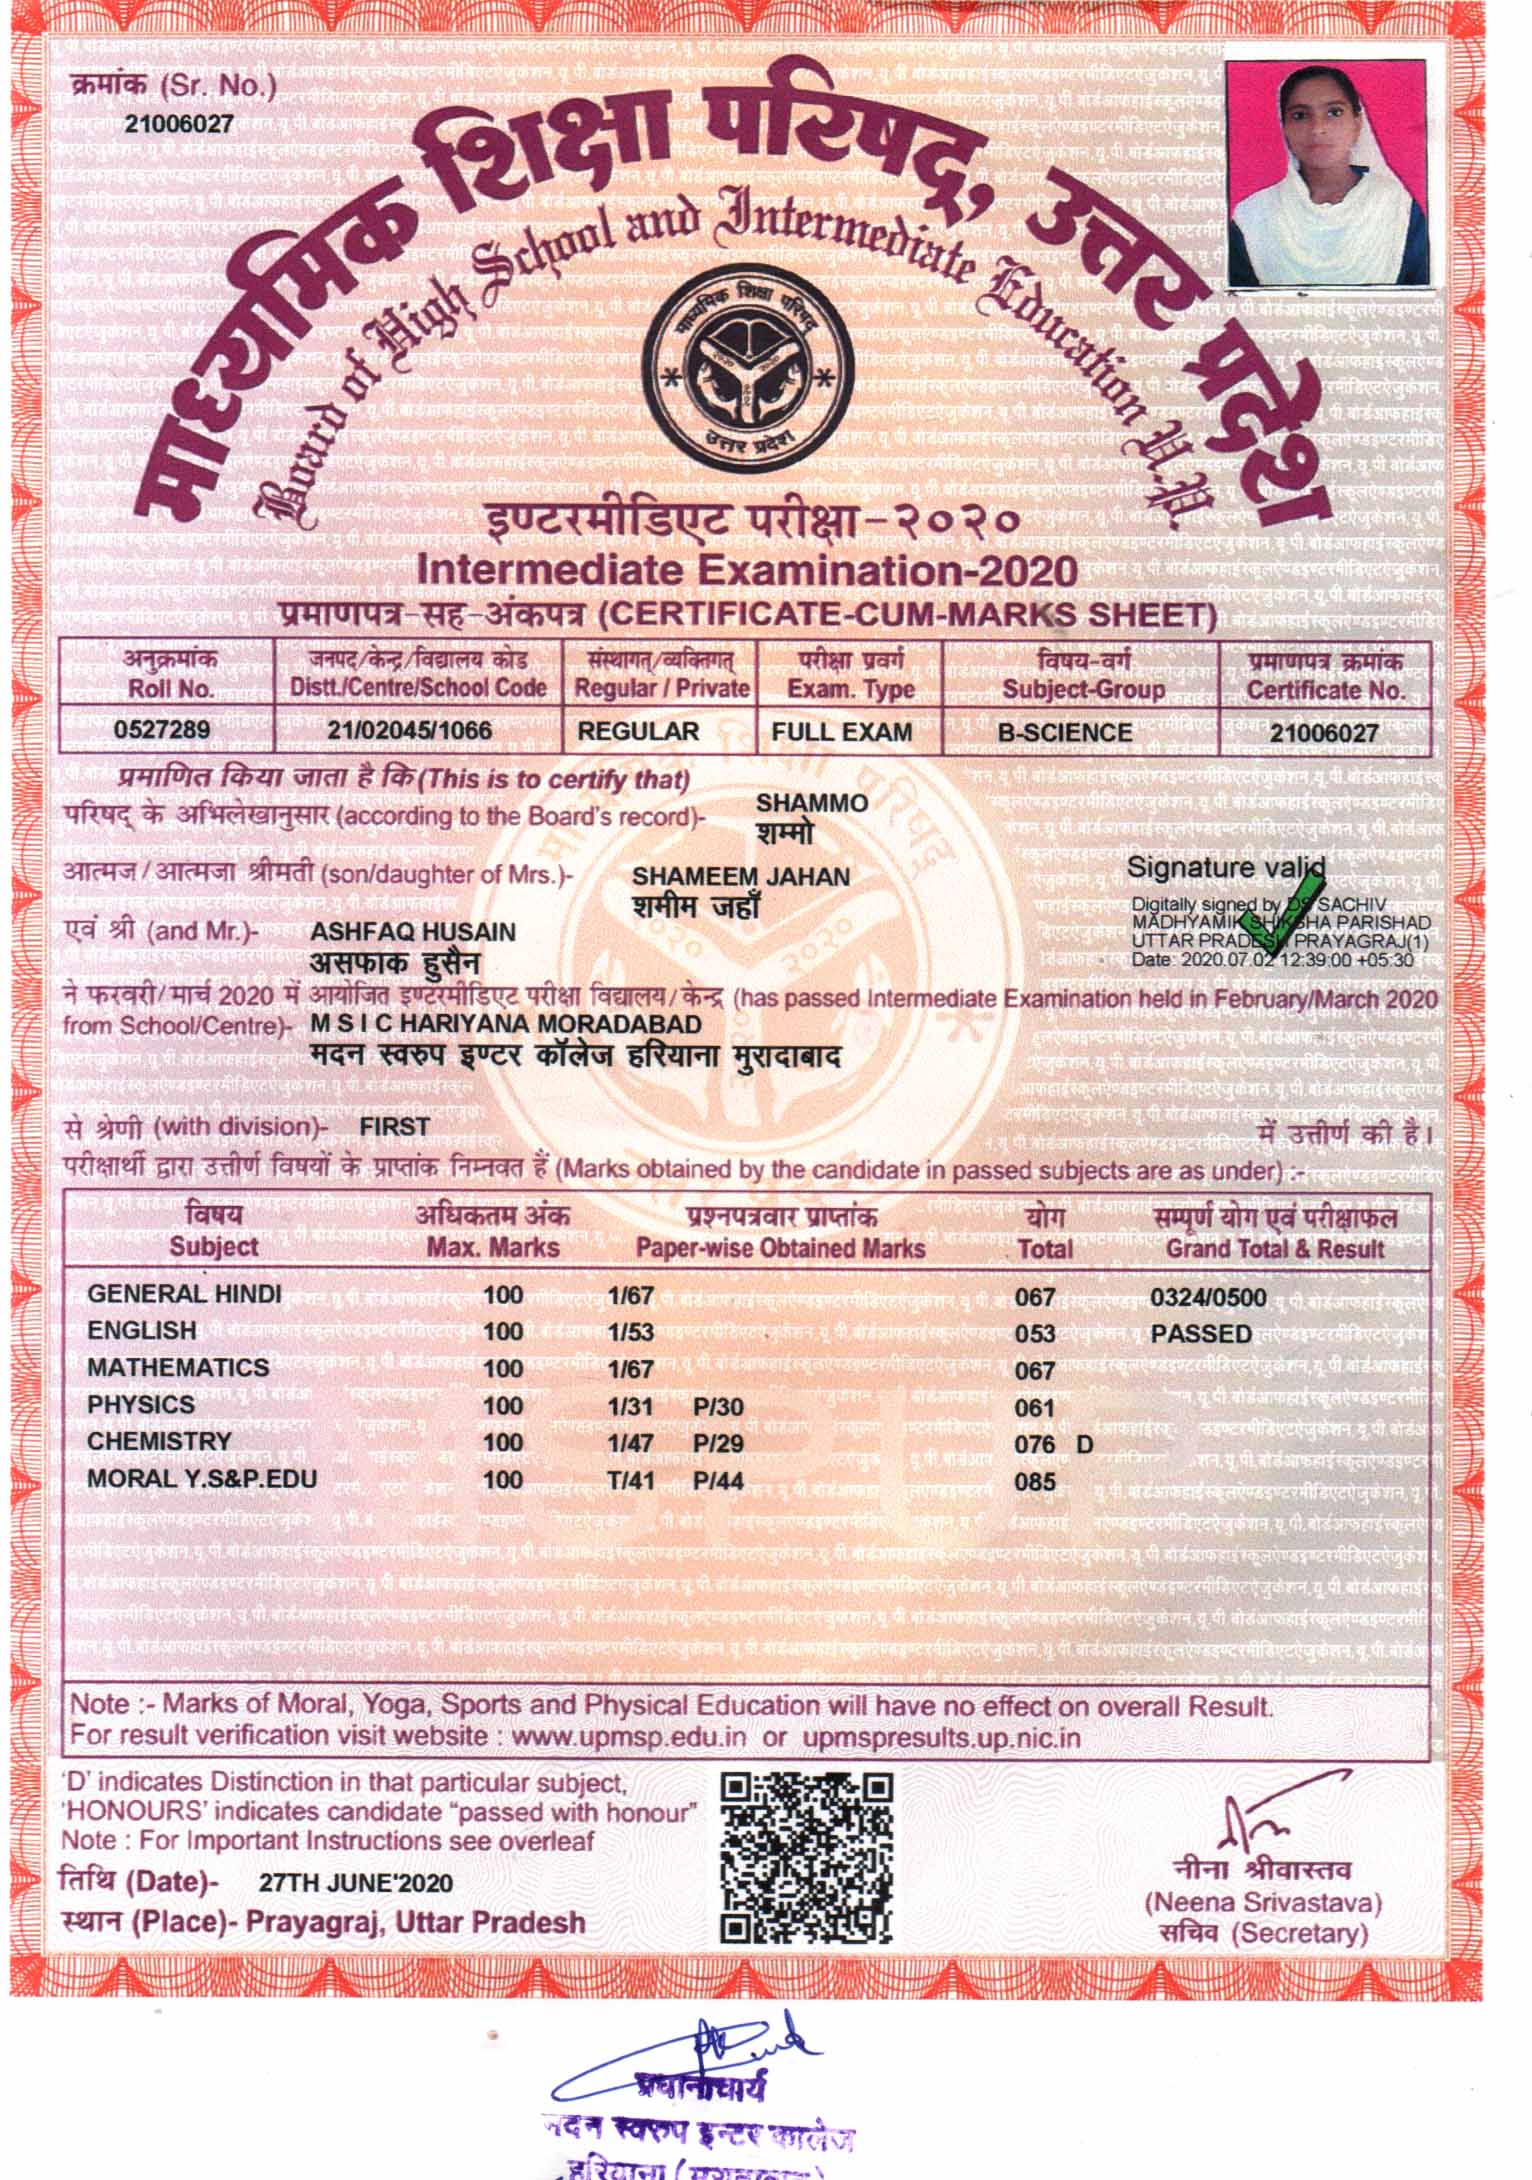 क्रमांक (Sr. No.)
21006027
माध्यमिक शिक्षा परिषद्, उत्तर प्रदेश
Board of High School and Intermediate Education U.P.
माध्यमिक शिक्षा परिषद्
२०२० २०२०
उत्तर प्रदेश
इण्टरमीडिएट परीक्षा-२०२०
Intermediate Examination-2020
प्रमाणपत्र-सह-अंकपत्र (CERTIFICATE-CUM-MARKS SHEET)
अनुक्रमांक जनपद/केन्द्र/विद्यालय कोड संस्थागत्/व्यक्तिगत् परीक्षा प्रवर्ग विषय-वर्ग प्रमाणपत्र क्रमांक
Roll No. Distt./Centre/School Code Regular / Private Exam. Type Subject-Group Certificate No.
0527289 21/02045/1066 REGULAR FULL EXAM B-SCIENCE 21006027
प्रमाणित किया जाता है कि (This is to certify that)
परिषद् के अभिलेखानुसार (according to the Board's record)- SHAMMO
शम्मो
आत्मज/आत्मजा श्रीमती (son/daughter of Mrs.)- SHAMEEM JAHAN
शमीम जहाँ
एवं श्री (and Mr.)- ASHFAQ HUSAIN
असफाक हुसैन
Signature valid
Digitally signed by DS SACHIV
MADHYAMIK SHIKSHA PARISHAD
UTTAR PRADESH PRAYAGRAJ(1)
Date: 2020.07.02 12:39:00 +05:30
ने फरवरी/मार्च 2020 में आयोजित इण्टरमीडिएट परीक्षा विद्यालय/केन्द्र (has passed Intermediate Examination held in February/March 2020
from School/Centre)- M S I C HARIYANA MORADABAD
मदन स्वरुप इण्टर कॉलेज हरियाना मुरादाबाद
से श्रेणी (with division)- FIRST में उत्तीर्ण की है।
परीक्षार्थी द्वारा उत्तीर्ण विषयों के प्राप्तांक निम्नवत हैं (Marks obtained by the candidate in passed subjects are as under) :-
विषय अधिकतम अंक प्रश्नपत्रवार प्राप्तांक योग सम्पूर्ण योग एवं परीक्षाफल
Subject Max. Marks Paper-wise Obtained Marks Total Grand Total & Result
GENERAL HINDI 100 1/67 067 0324/0500
ENGLISH 100 1/53 053 PASSED
MATHEMATICS 100 1/67 067
PHYSICS 100 1/31 P/30 061
CHEMISTRY 100 1/47 P/29 076 D
MORAL Y.S&P.EDU 100 T/41 P/44 085
Note :- Marks of Moral, Yoga, Sports and Physical Education will have no effect on overall Result.
For result verification visit website : www.upmsp.edu.in or upmspresults.up.nic.in
'D' indicates Distinction in that particular subject,
'HONOURS' indicates candidate "passed with honour"
Note : For Important Instructions see overleaf
तिथि (Date)- 27TH JUNE'2020
स्थान (Place)- Prayagraj, Uttar Pradesh
नीना श्रीवास्तव
(Neena Srivastava)
सचिव (Secretary)
प्रधानाचार्य
मदन स्वरुप इन्टर कालेज
हरियाना